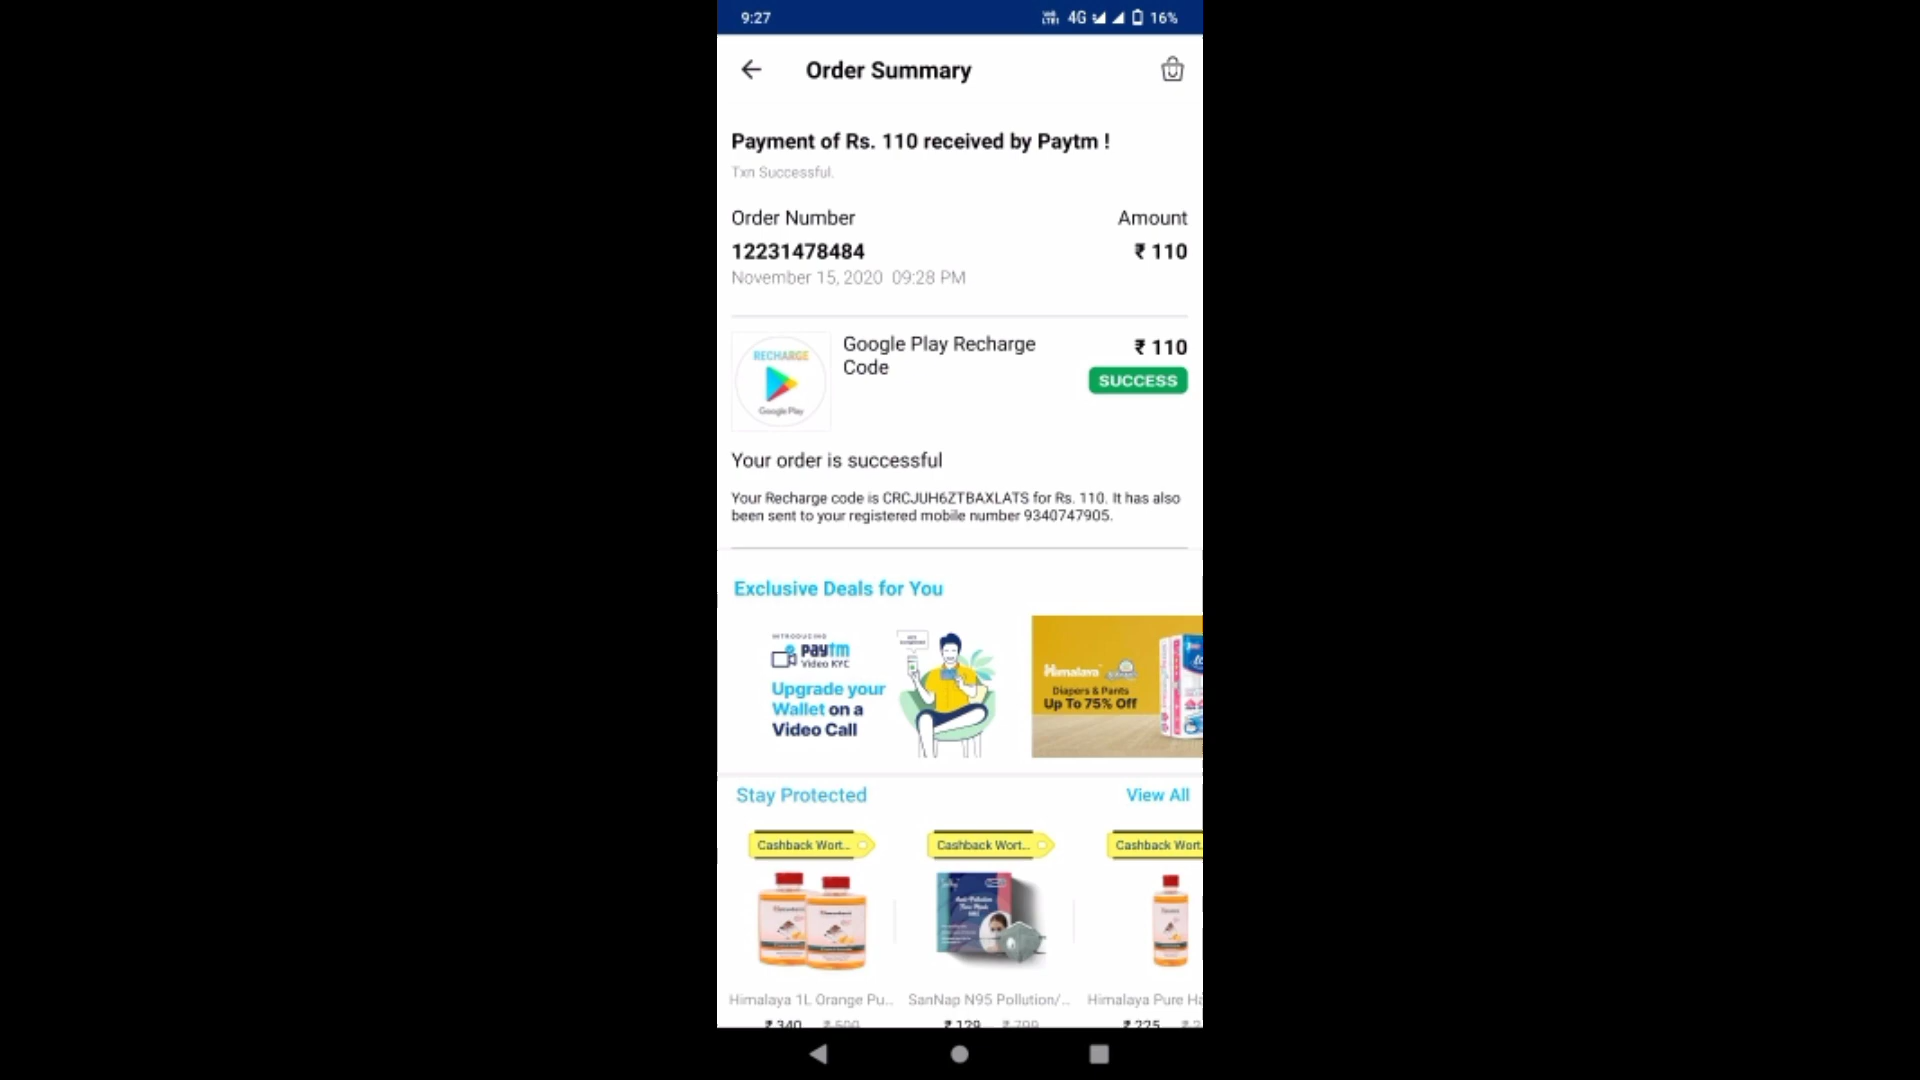 9:27
4G
16%
Order Summary
Payment of Rs. 110 received by Paytm !
Txn Successful.
Order Number
Amount
12231478484
₹ 110
November 15, 2020 09:28 PM
RECHARGE
Google Play
Google Play Recharge
Code
₹ 110
SUCCESS
Your order is successful
Your Recharge code is CRCJUH6ZTBAXLATS for Rs. 110. It has also
been sent to your registered mobile number 9340747905.
Exclusive Deals for You
INTRODUCING
paytm
Video KYC
Upgrade your
Wallet on a
Video Call
Himalaya
Diapers & Pants
Up To 75% Off
Stay Protected
View All
Cashback Wort...
Cashback Wort...
Cashback Wort
Himalaya 1L Orange Pu...
SanNap N95 Pollution/...
Himalaya Pure Ha
₹ 340
₹ 129
₹ 225